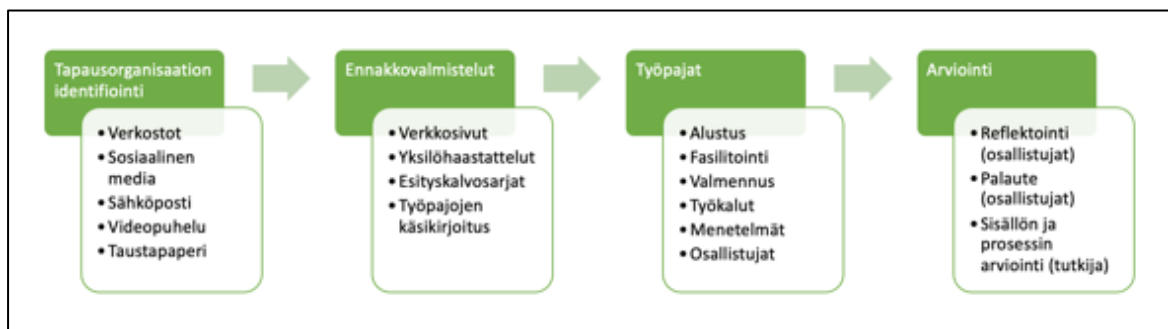 Tapausorganisaation
identifiointi
• Verkostot
• Sosiaalinen
media
• Sähköposti
• Videopuhelu
• Taustapaperi
Ennakkovalmistelut
• Verkkosivut
• Yksilöhaastattelut
• Esityskalvosarjat
• Työpajojen
käsikirjoitus
Työpajat
• Alustus
• Fasilitointi
• Valmennus
• Työkalut
• Menetelmät
• Osallistujat
Arviointi
• Reflektointi
(osallistujat)
• Palaute
(osallistujat)
• Sisällön ja
prosessin
arviointi (tutkija)